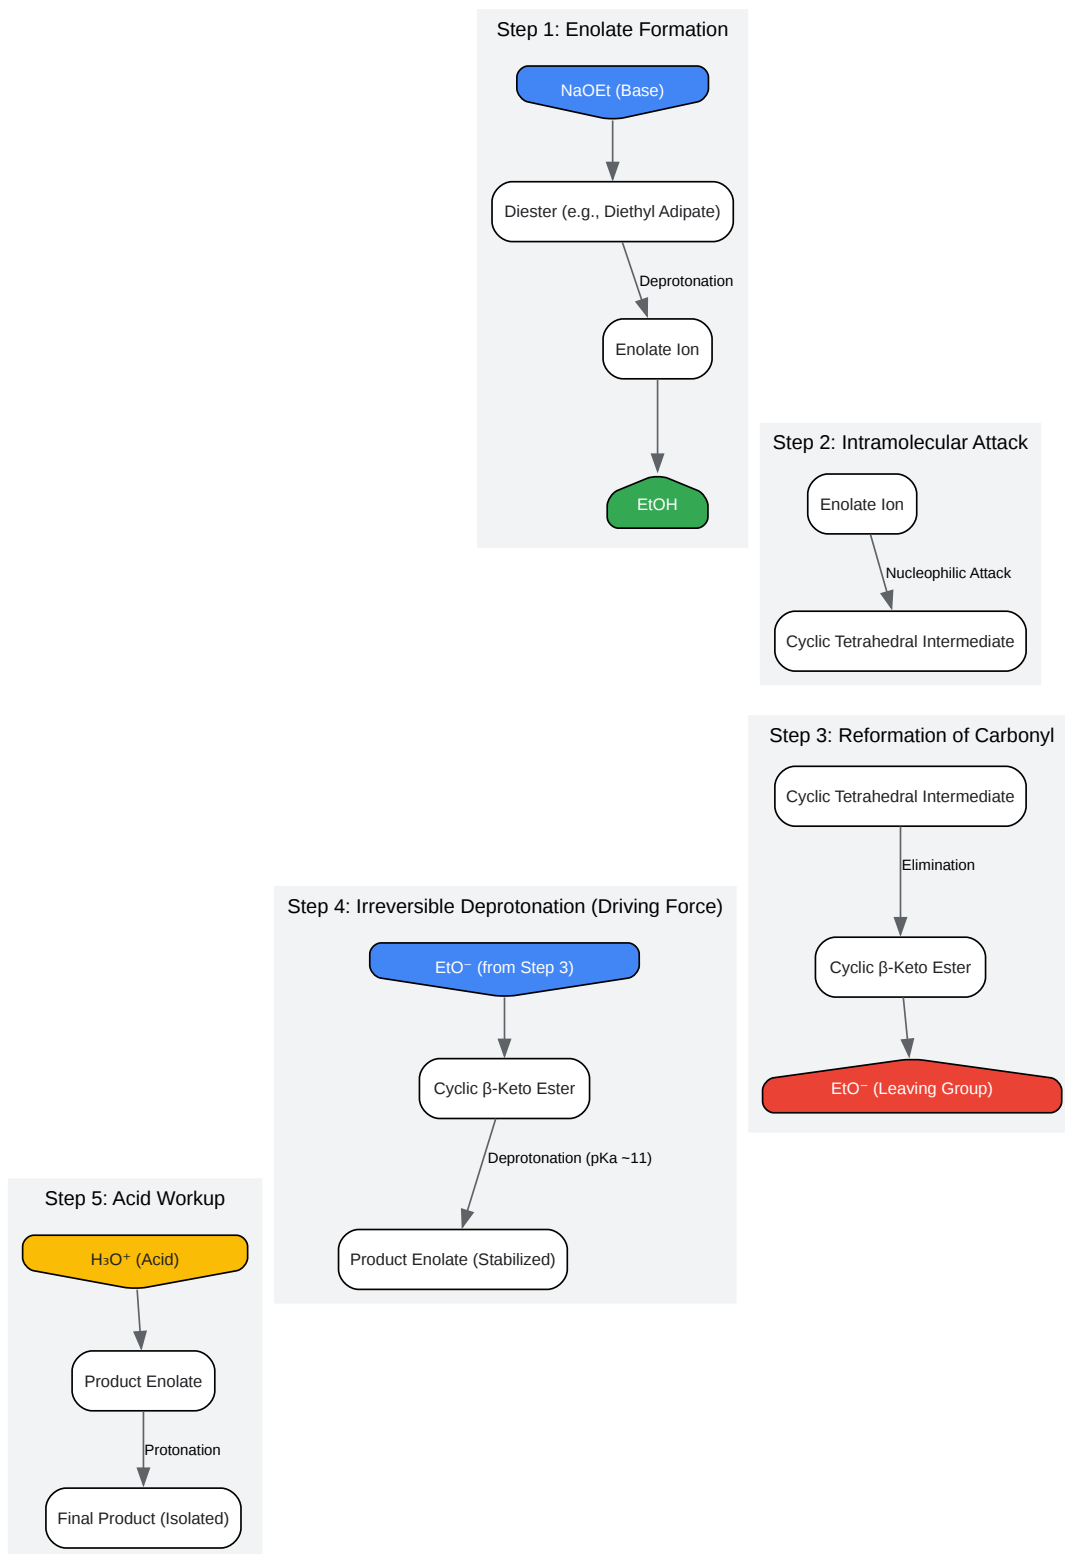 Step 1: Enolate Formation
NaOEt (Base)
Diester (e.g., Diethyl Adipate)
Deprotonation
Enolate Ion
EtOH
Step 2: Intramolecular Attack
Enolate Ion
Nucleophilic Attack
Cyclic Tetrahedral Intermediate
Step 3: Reformation of Carbonyl
Cyclic Tetrahedral Intermediate
Elimination
Cyclic β-Keto Ester
EtO⁻ (Leaving Group)
Step 4: Irreversible Deprotonation (Driving Force)
EtO⁻ (from Step 3)
Cyclic β-Keto Ester
Deprotonation (pKa ~11)
Product Enolate (Stabilized)
Step 5: Acid Workup
H₃O⁺ (Acid)
Product Enolate
Protonation
Final Product (Isolated)